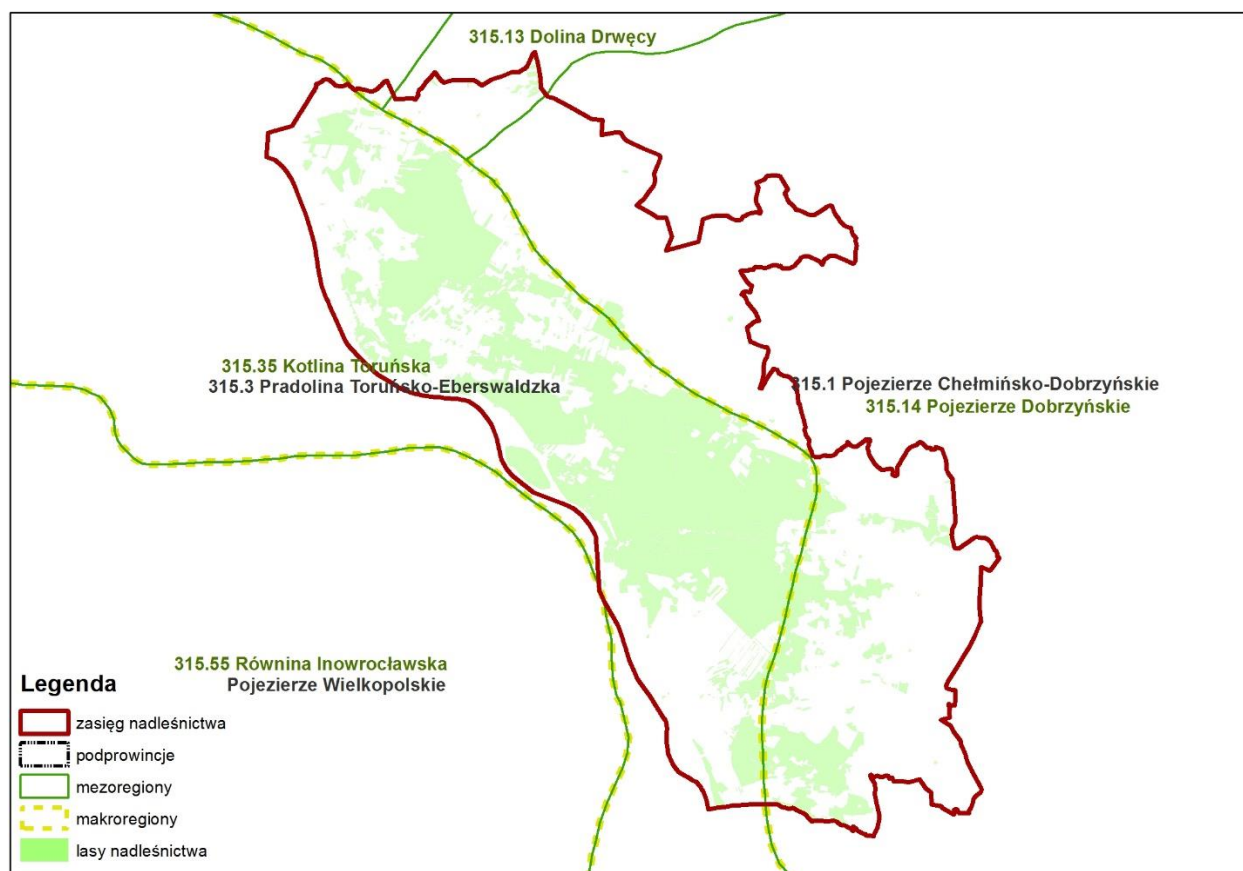 315.13 Dolina Drwęcy
315.35 Kotlina Toruńska
315.3 Pradolina Toruńsko-Eberswaldzka
315.1 Pojezierze Chełmińsko-Dobrzyńskie
315.14 Pojezierze Dobrzyńskie
315.55 Równina Inowrocławska
Pojezierze Wielkopolskie
Legenda
zasięg nadleśnictwa
podprowincje
mezoregiony
makroregiony
lasy nadleśnictwa